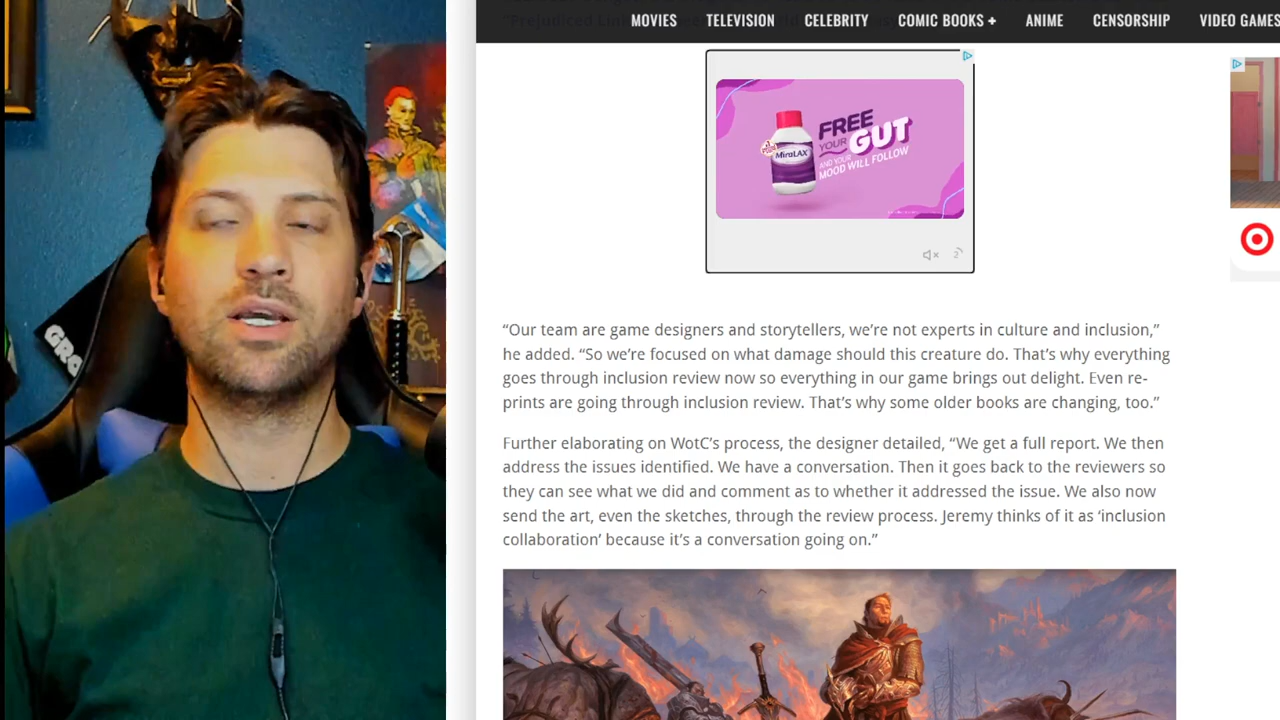 MOVIES TELEVISION CELEBRITY COMIC BOOKS + ANIME CENSORSHIP VIDEO GAMES
FREE
YOUR GUT
AND YOUR
MOOD WILL FOLLOW
MiraLAX
GRO
“Our team are game designers and storytellers, we’re not experts in culture and inclusion,”
he added. “So we’re focused on what damage should this creature do. That’s why everything
goes through inclusion review now so everything in our game brings out delight. Even re-
prints are going through inclusion review. That’s why some older books are changing, too.”
Further elaborating on WotC’s process, the designer detailed, “We get a full report. We then
address the issues identified. We have a conversation. Then it goes back to the reviewers so
they can see what we did and comment as to whether it addressed the issue. We also now
send the art, even the sketches, through the review process. Jeremy thinks of it as ‘inclusion
collaboration’ because it’s a conversation going on.”